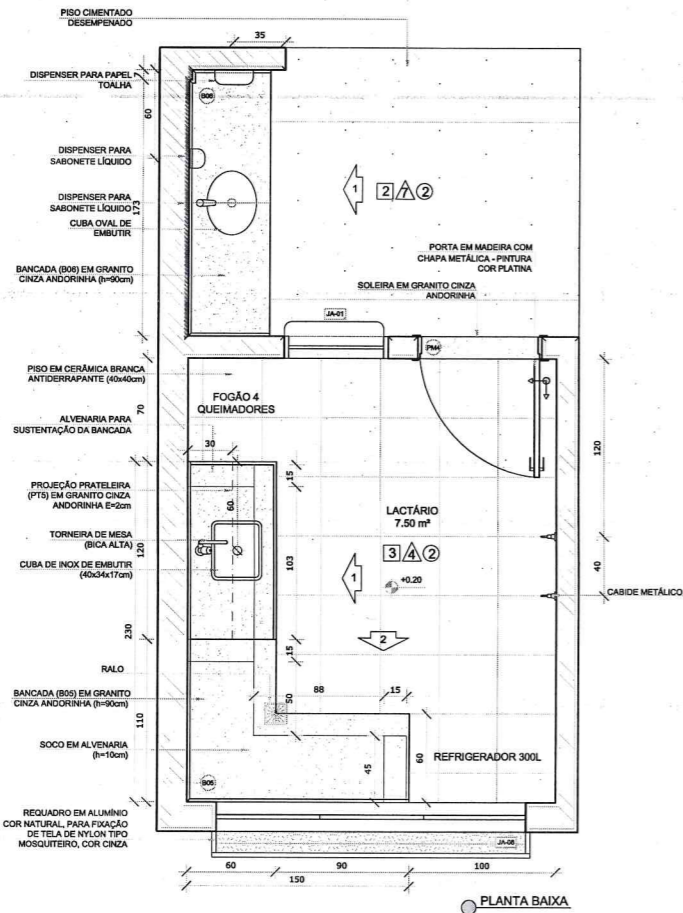 PISO CIMENTADO
DESEMPENADO
35
DISPENSER PARA PAPEL
TOALHA
7
B06
60
DISPENSER PARA
SABONETE LÍQUIDO
DISPENSER PARA
SABONETE LÍQUIDO
173
CUBA OVAL DE
EMBUTIR
1
2
7
2
PORTA EM MADEIRA COM
CHAPA METÁLICA - PINTURA
COR PLATINA
BANCADA (B06) EM GRANITO
CINZA ANDORINHA (h=90cm)
SOLEIRA EM GRANITO CINZA
ANDORINHA
JA-01
PM4
PISO EM CERÂMICA BRANCA
ANTIDERRAPANTE (40x40cm)
70
FOGÃO 4
QUEIMADORES
ALVENARIA PARA
SUSTENTAÇÃO DA BANCADA
30
120
15
PROJEÇÃO PRATELEIRA
(PT5) EM GRANITO CINZA
ANDORINHA E=2cm
60
LACTÁRIO
7.50 m²
TORNEIRA DE MESA
(BICA ALTA)
120
CUBA DE INOX DE EMBUTIR
(40x34x17cm)
103
1
3
4
2
+0.20
40
CABIDE METÁLICO
230
2
15
RALO
88
15
BANCADA (B05) EM GRANITO
CINZA ANDORINHA (h=90cm)
50
110
SOCO EM ALVENARIA
(h=10cm)
60
REFRIGERADOR 300L
45
B05
REQUADRO EM ALUMÍNIO
COR NATURAL, PARA FIXAÇÃO
DE TELA DE NYLON TIPO
MOSQUITEIRO, COR CINZA
JA-08
60
90
100
150
PLANTA BAIXA